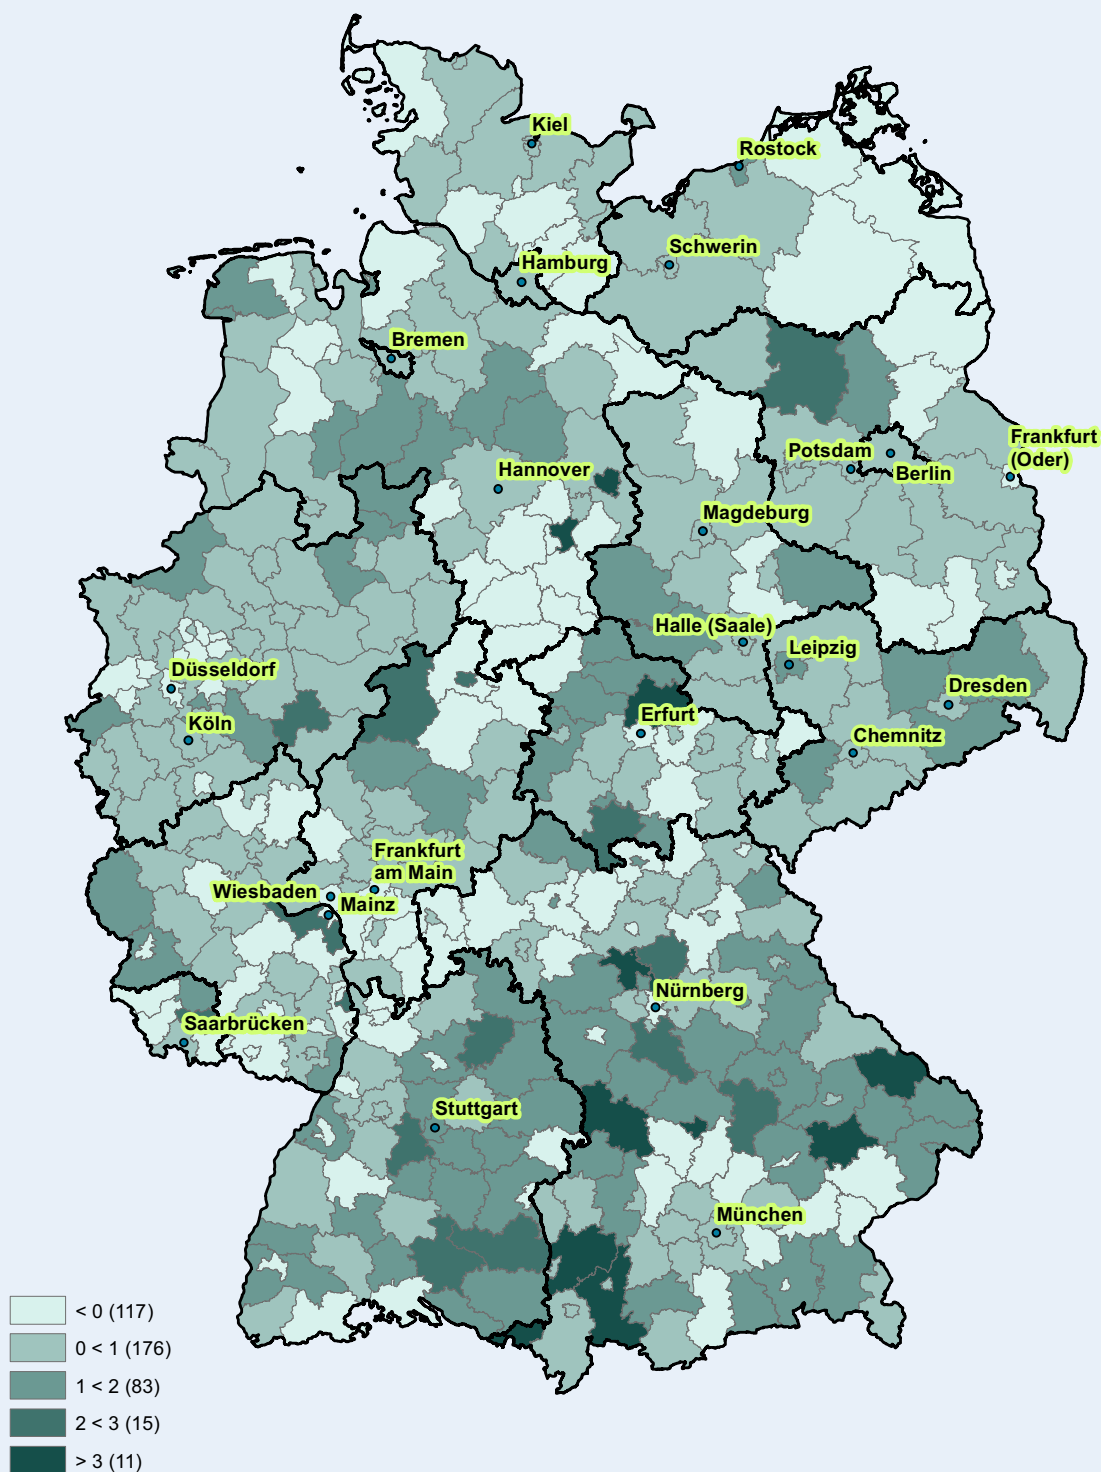 Kiel
Rostock
Schwerin
Hamburg
Bremen
Frankfurt
(Oder)
Potsdam
Berlin
Hannover
Magdeburg
Halle (Saale)
Leipzig
Düsseldorf
Dresden
Köln
Erfurt
Chemnitz
Frankfurt
am Main
Wiesbaden
Mainz
Nürnberg
Saarbrücken
Stuttgart
München
< 0 (117)
0 < 1 (176)
1 < 2 (83)
2 < 3 (15)
> 3 (11)